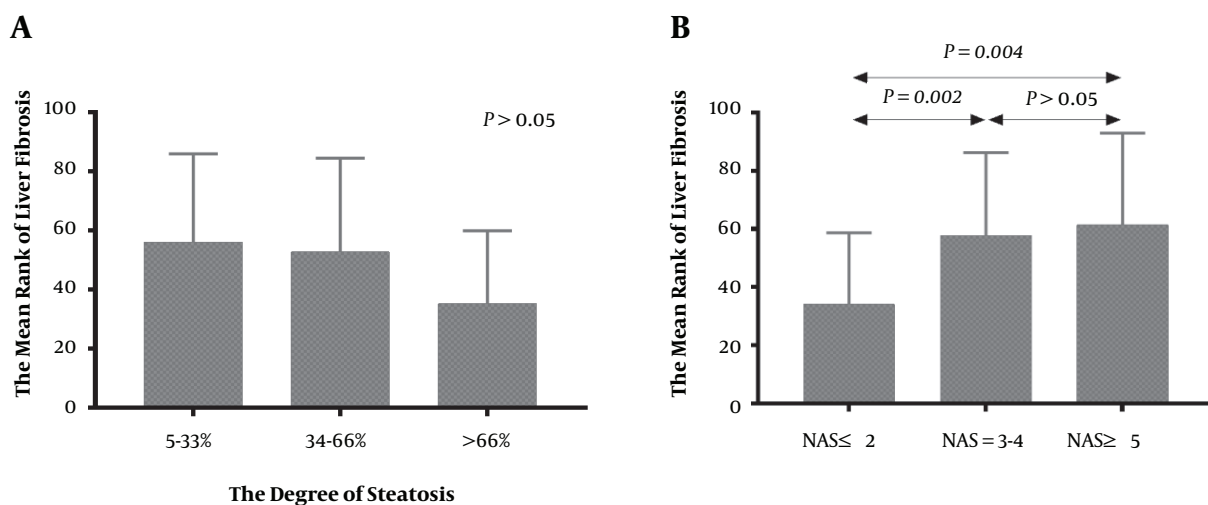 A
The Mean Rank of Liver Fibrosis
100
80
60
40
20
0
P > 0.05
5-33%
34-66%
>66%
The Degree of Steatosis
B
The Mean Rank of Liver Fibrosis
100
80
60
40
20
0
P = 0.004
P = 0.002
P > 0.05
NAS≤ 2
NAS = 3-4
NAS≥ 5